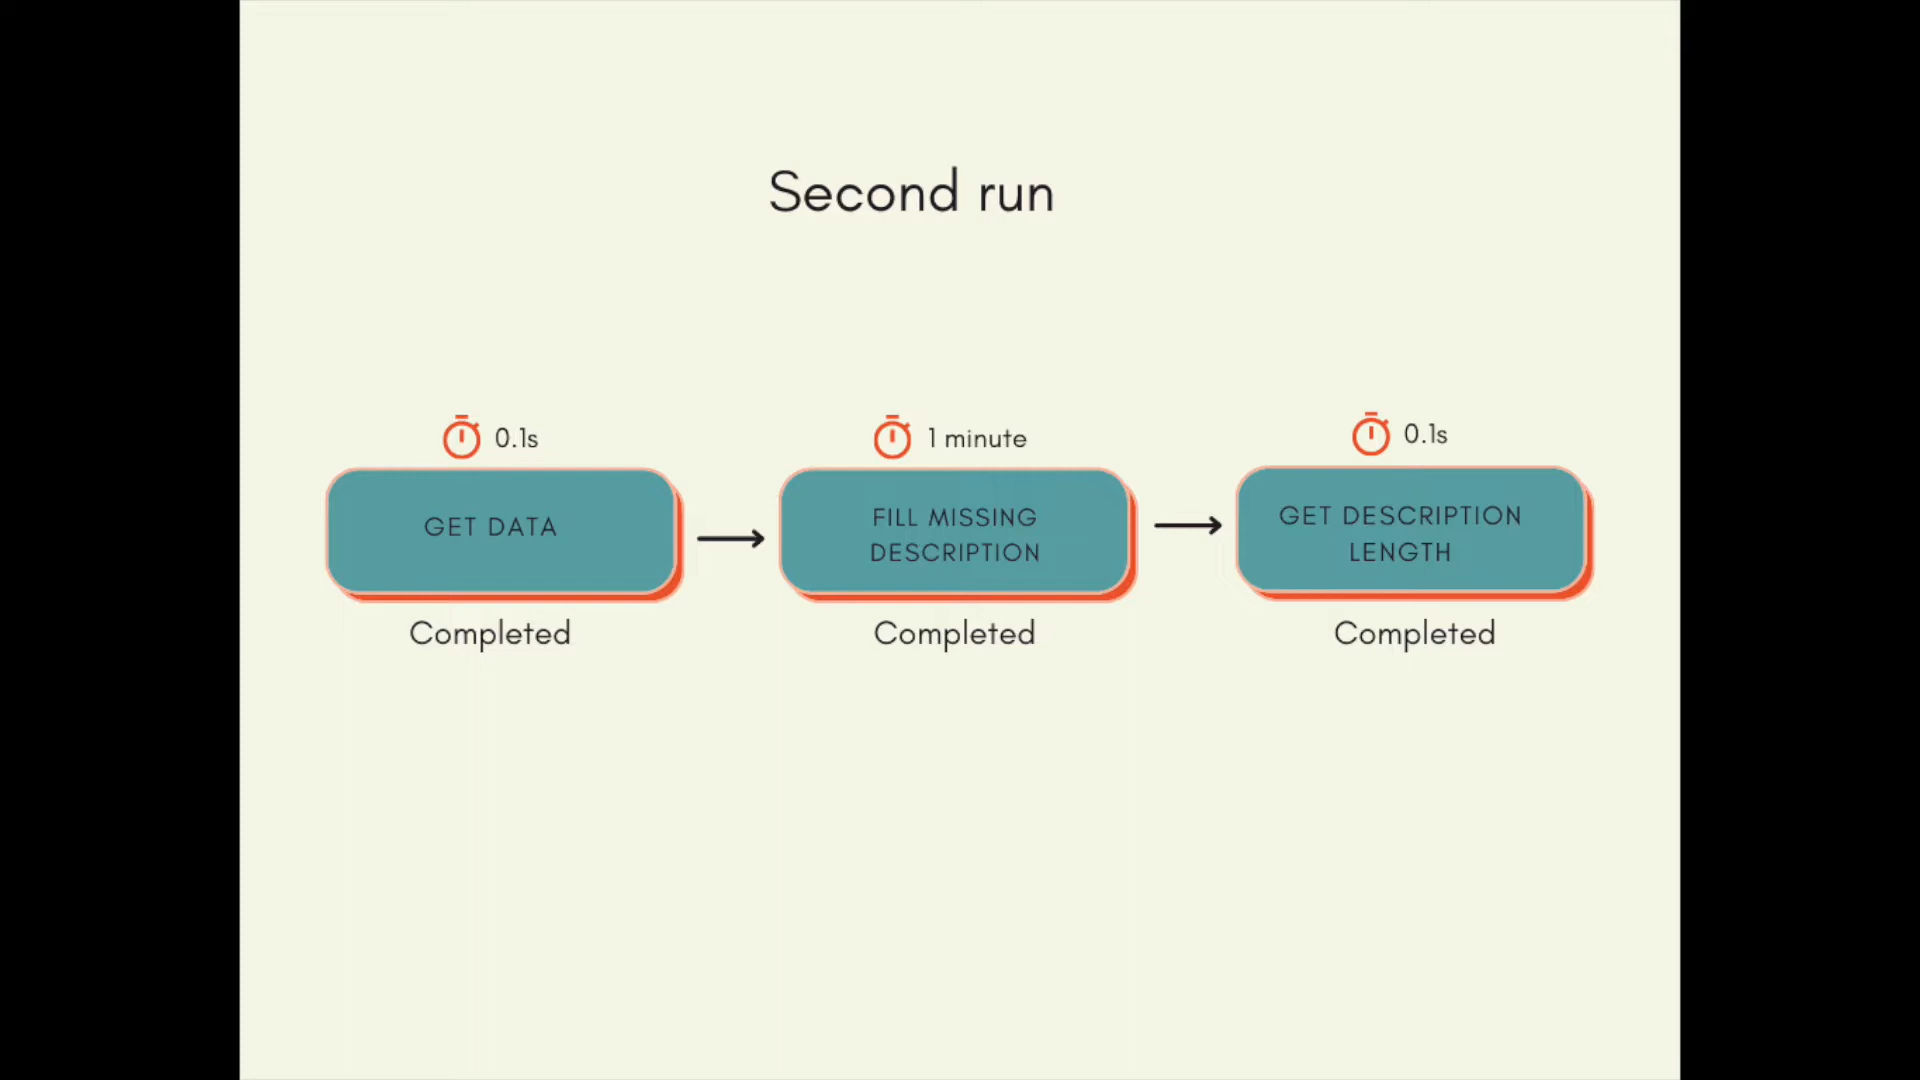 Second run
0.1s
1 minute
0.1s
GET DATA
FILL MISSING
DESCRIPTION
GET DESCRIPTION
LENGTH
Completed
Completed
Completed